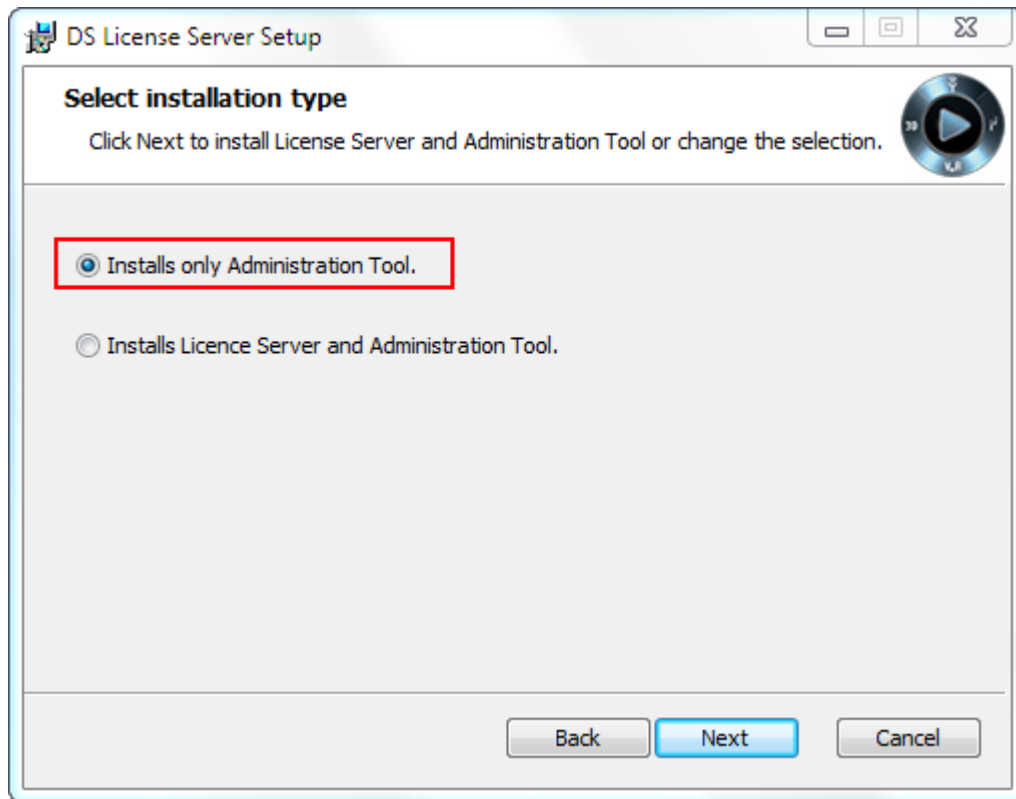 DS License Server Setup
Select installation type
Click Next to install License Server and Administration Tool or change the selection.
Installs only Administration Tool.
Installs Licence Server and Administration Tool.
Back Next Cancel